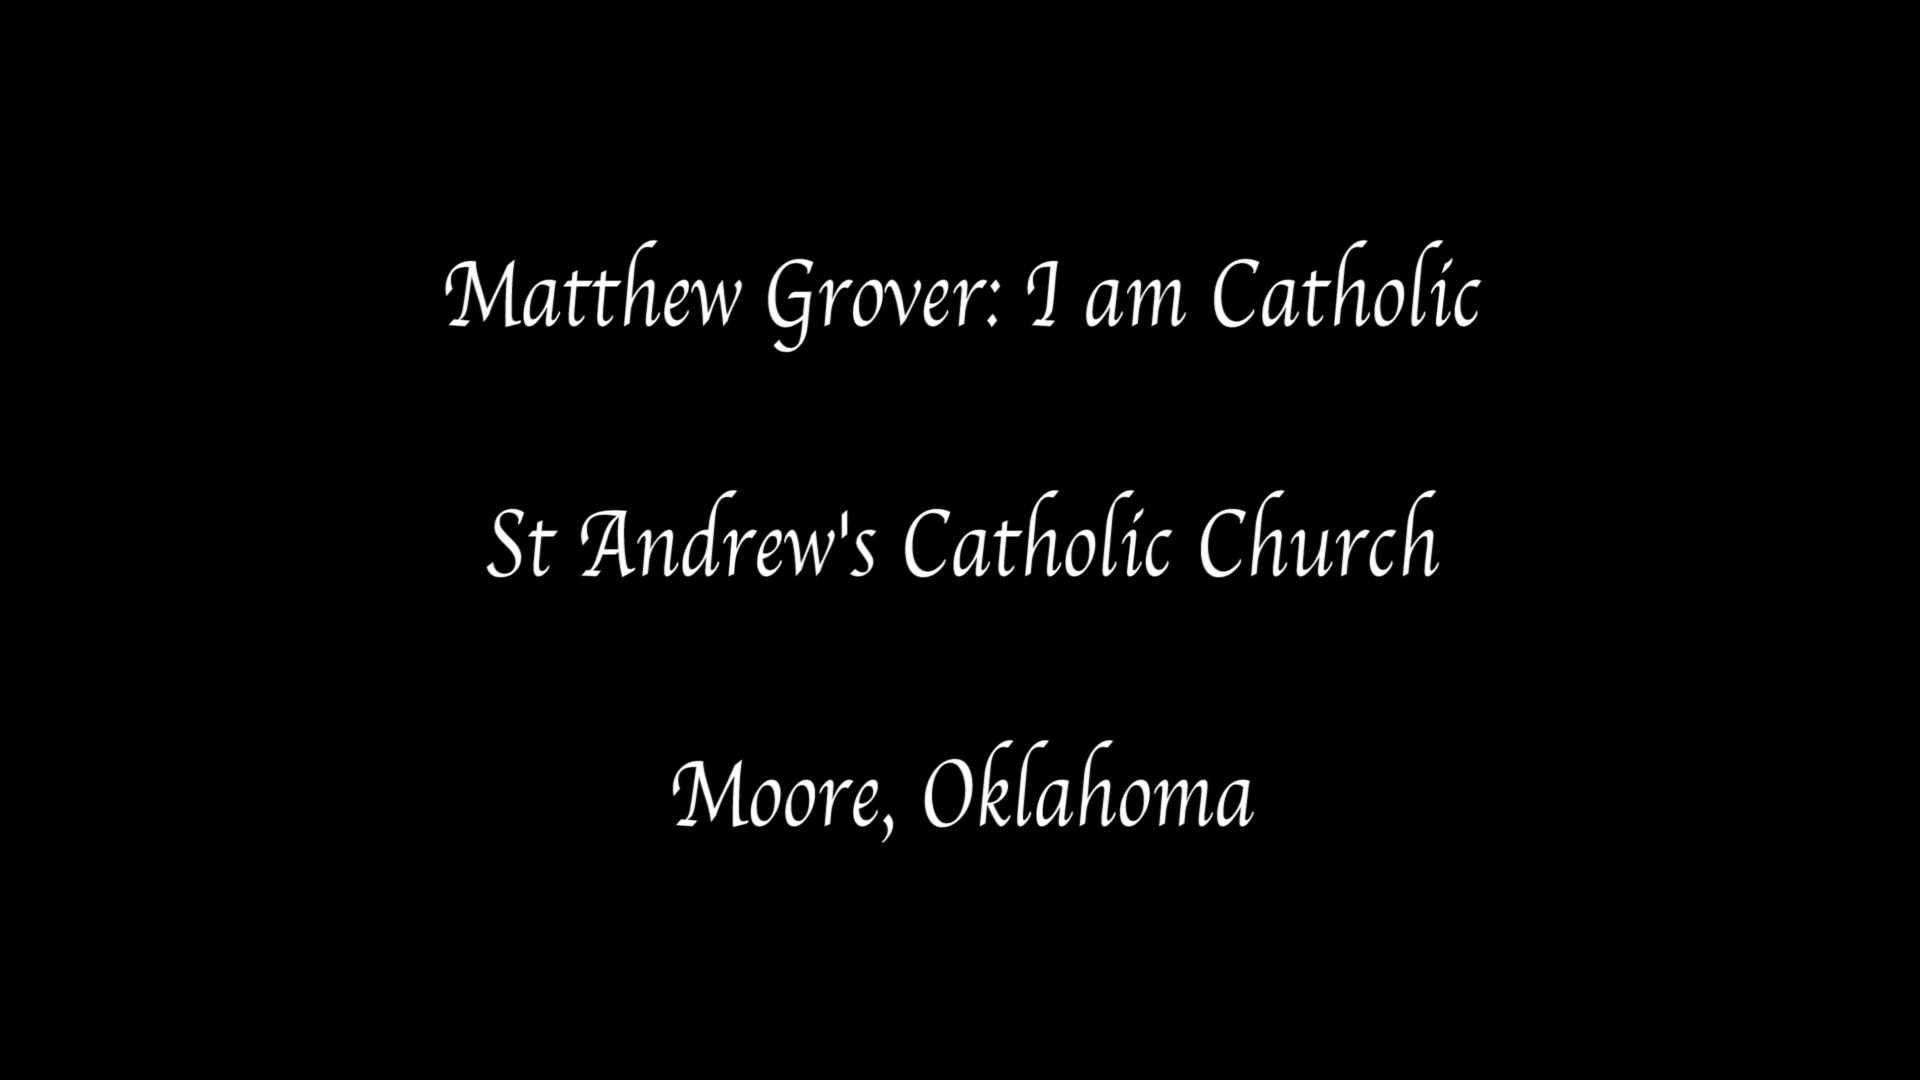 Matthew Grover: I am Catholic
St Andrew's Catholic Church
Moore, Oklahoma